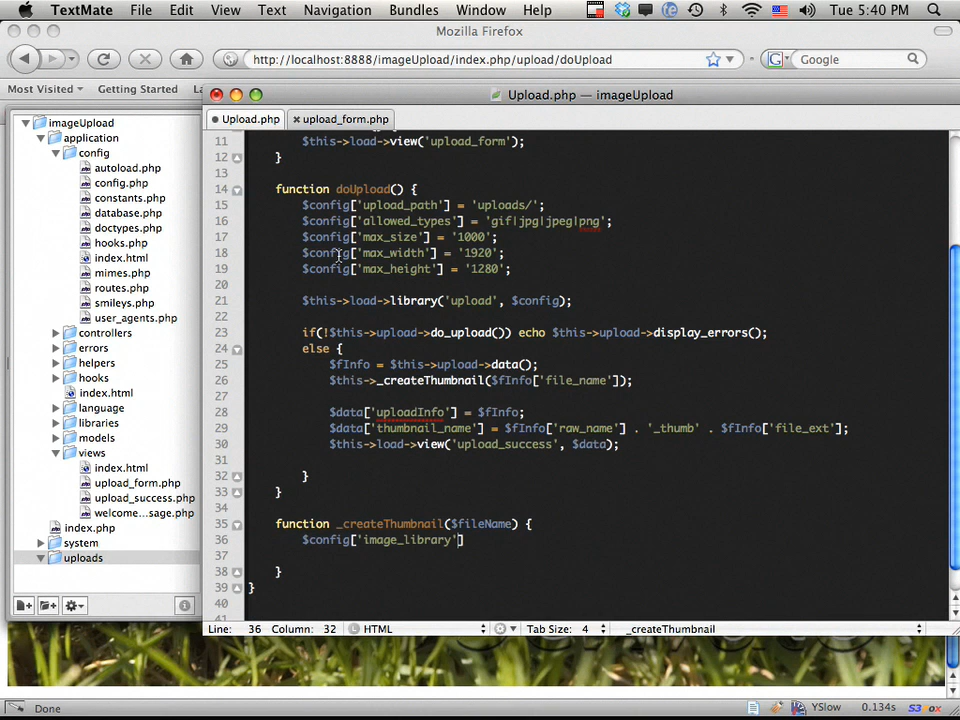 TextMate File Edit View Text Navigation Bundles Window Help Tue 5:40 PM
Mozilla Firefox
http://localhost:8888/imageUpload/index.php/upload/doUpload
Google
Most Visited Getting Started
Upload.php — imageUpload
Upload.php
upload_form.php
imageUpload
application
config
autoload.php
config.php
constants.php
database.php
doctypes.php
hooks.php
index.html
mimes.php
routes.php
smileys.php
user_agents.php
controllers
errors
helpers
hooks
index.html
language
libraries
models
views
index.html
upload_form.php
upload_success.php
welcome...sage.php
index.php
system
uploads
11 $this->load->view('upload_form');
12 }
13
14 function doUpload() {
15 $config['upload_path'] = 'uploads/';
16 $config['allowed_types'] = 'gif|jpg|jpeg|png';
17 $config['max_size'] = '1000';
18 $config['max_width'] = '1920';
19 $config['max_height'] = '1280';
20
21 $this->load->library('upload', $config);
22
23 if(!$this->upload->do_upload()) echo $this->upload->display_errors();
24 else {
25 $fInfo = $this->upload->data();
26 $this->_createThumbnail($fInfo['file_name']);
27
28 $data['uploadInfo'] = $fInfo;
29 $data['thumbnail_name'] = $fInfo['raw_name'] . '_thumb' . $fInfo['file_ext'];
30 $this->load->view('upload_success', $data);
31
32 }
33 }
34
35 function _createThumbnail($fileName) {
36 $config['image_library']
37
38 }
39 }
40
Line: 36 Column: 32 HTML Tab Size: 4 _createThumbnail
Done YSlow 0.134s S3Fox